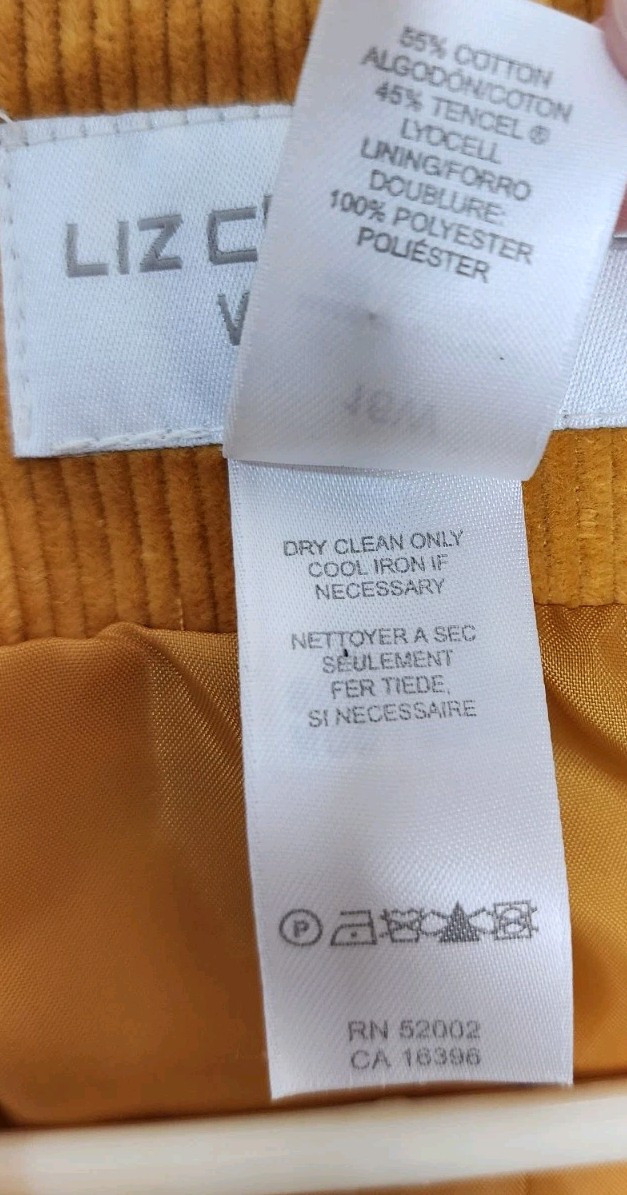 LIZ
55% COTTON
ALGODÓN/COTON
45% TENCEL ®
LYOCELL
LINING/FORRO
DOUBLURE:
100% POLYESTER
POLIÉSTER
DRY CLEAN ONLY
COOL IRON IF
NECESSARY
NETTOYER A SEC
SEULEMENT
FER TIEDE,
SI NECESSAIRE
P
RN 52002
CA 16396